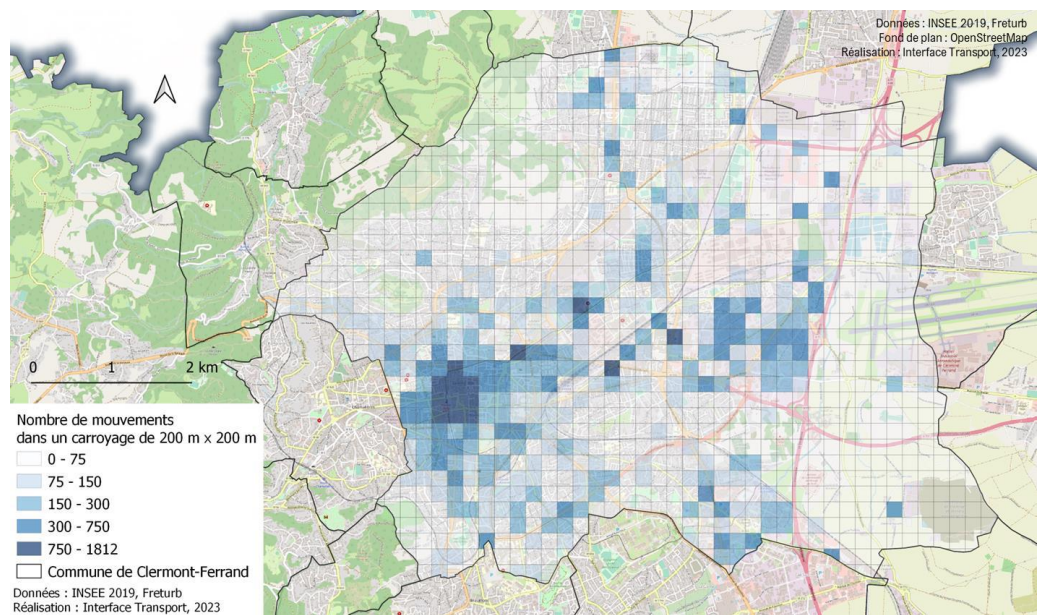 Données : INSEE 2019, Freturb
Fond de plan : OpenStreetMap
Réalisation : Interface Transport, 2023
0 1 2 km
Nombre de mouvements
dans un carroyage de 200 m x 200 m
0 - 75
75 - 150
150 - 300
300 - 750
750 - 1812
Commune de Clermont-Ferrand
Données : INSEE 2019, Freturb
Réalisation : Interface Transport, 2023